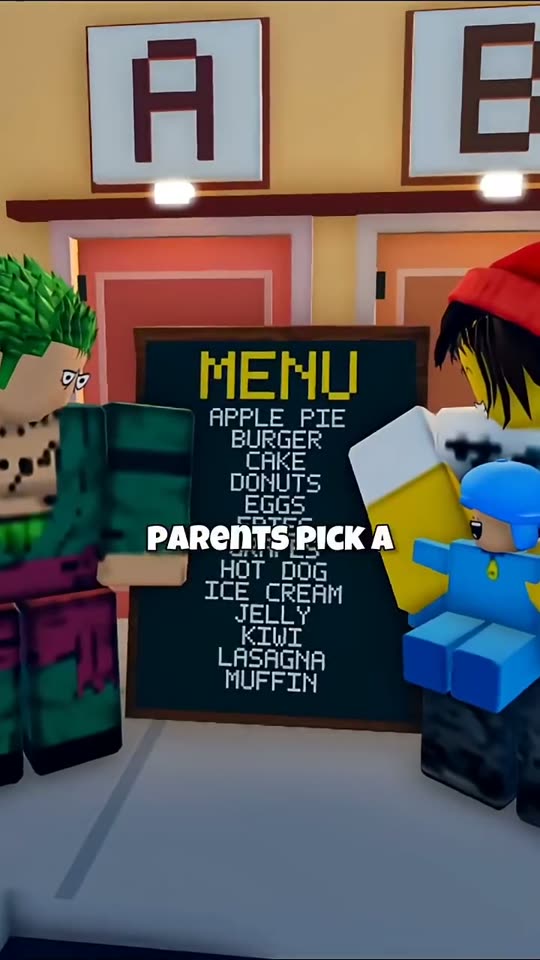 A B
MENU
APPLE PIE
BURGER
CAKE
DONUTS
EGGS
PARENTS PICK A
HOT DOG
ICE CREAM
JELLY
KIWI
LASAGNA
MUFFIN